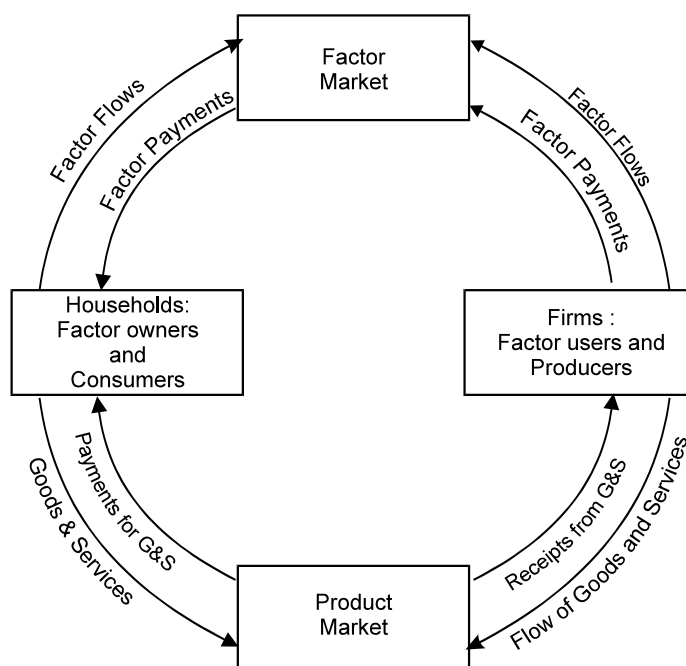 Factor
Market
Factor Flows
Factor Payments
Factor Payments
Factor Flows
Households:
Factor owners
and
Consumers
Firms :
Factor users and
Producers
Goods & Services
Payments for G&S
Receipts from G&S
Flow of Goods and Services
Product
Market